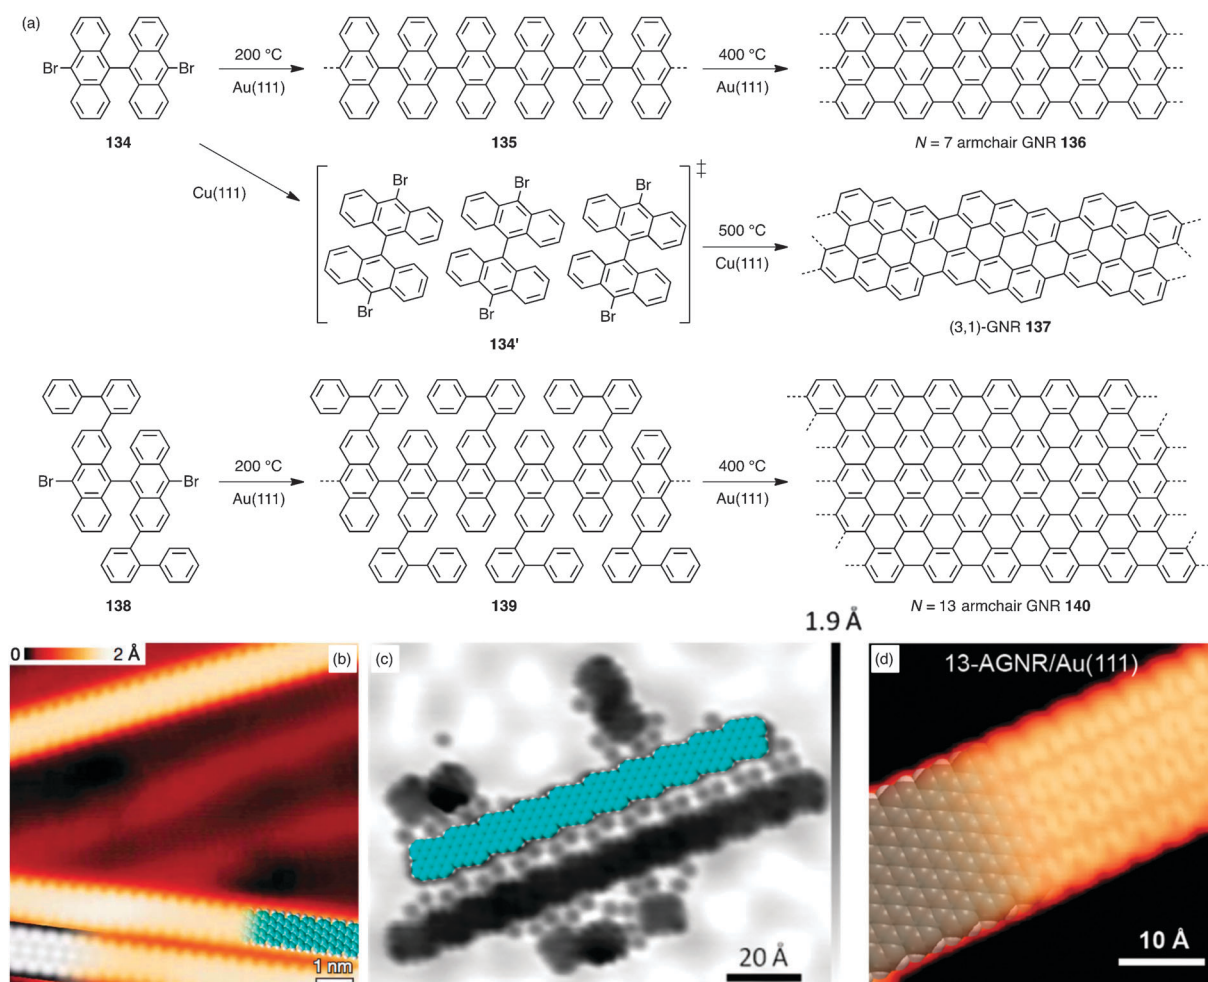 (a)
Br
Br
134
200 °C
Au(111)
135
400 °C
Au(111)
N = 7 armchair GNR 136
Cu(111)
Br
Br
Br
Br
Br
Br
‡
134'
500 °C
Cu(111)
(3,1)-GNR 137
Br
Br
138
200 °C
Au(111)
139
400 °C
Au(111)
N = 13 armchair GNR 140
0 2 Å
(b)
1 nm
(c)
1.9 Å
20 Å
(d)
13-AGNR/Au(111)
10 Å